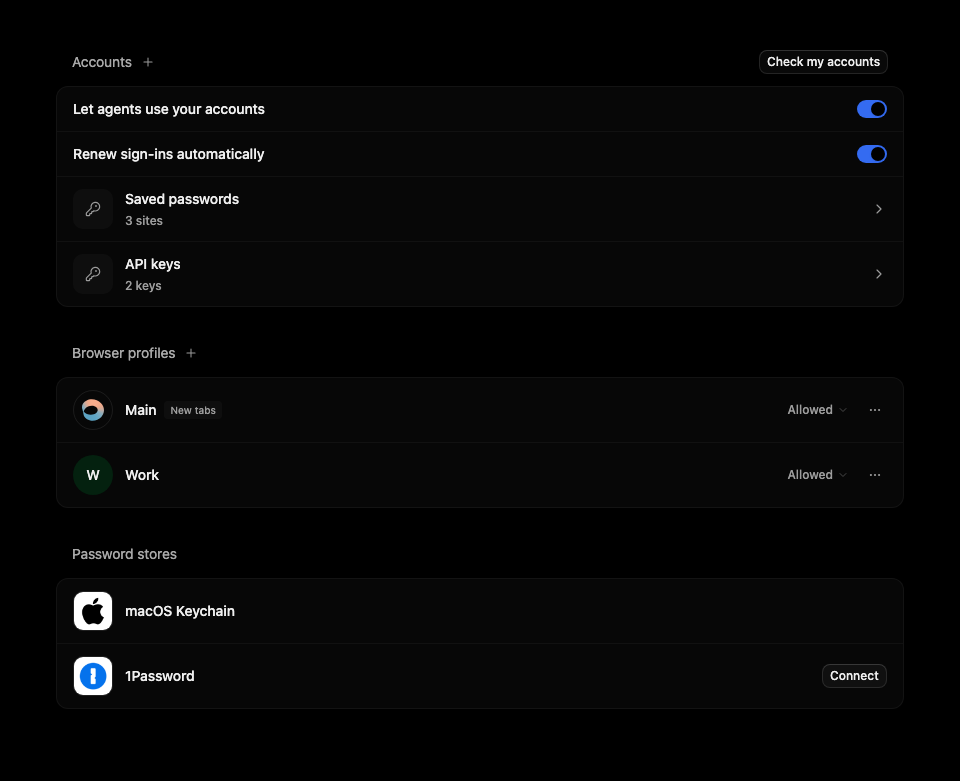 Accounts
Check my accounts
Let agents use your accounts
Renew sign-ins automatically
Saved passwords
3 sites
API keys
2 keys
Browser profiles
Main New tabs
Allowed
W
Work
Allowed
Password stores
macOS Keychain
1Password
Connect